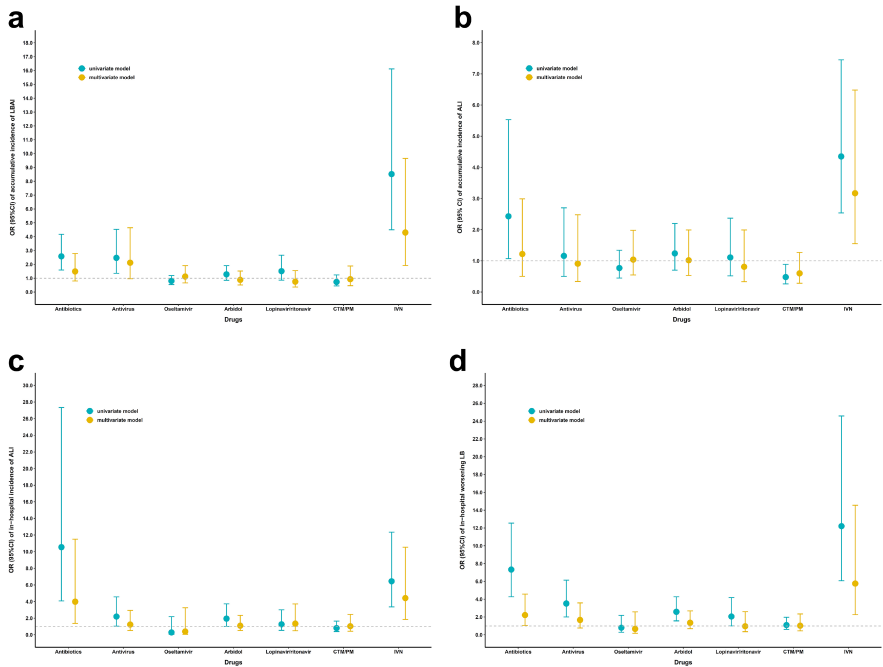 a
OR (95%CI) of accumulative incidence of LBAI
18.0
17.0
16.0
15.0
14.0
13.0
12.0
11.0
10.0
9.0
8.0
7.0
6.0
5.0
4.0
3.0
2.0
1.0
0.0
univariate model
multivariate model
Antibiotics Antivirus Oseltamivir Arbidol Lopinavir/ritonavir CTM/PM IVN
Drugs
b
OR (95% CI) of accumulative incidence of ALI
8.0
7.0
6.0
5.0
4.0
3.0
2.0
1.0
0.0
univariate model
multivariate model
Antibiotics Antivirus Oseltamivir Arbidol Lopinavir/ritonavir CTM/PM IVN
Drugs
c
OR (95%CI) of in−hospital incidence of ALI
30.0
28.0
26.0
24.0
22.0
20.0
18.0
16.0
14.0
12.0
10.0
8.0
6.0
4.0
2.0
0.0
univariate model
multivariate model
Antibiotics Antivirus Oseltamivir Arbidol Lopinavir/ritonavir CTM/PM IVN
Drugs
d
OR (95%CI) of in−hospital worsening LB
28.0
26.0
24.0
22.0
20.0
18.0
16.0
14.0
12.0
10.0
8.0
6.0
4.0
2.0
0.0
univariate model
multivariate model
Antibiotics Antivirus Oseltamivir Arbidol Lopinavir/ritonavir CTM/PM IVN
Drugs